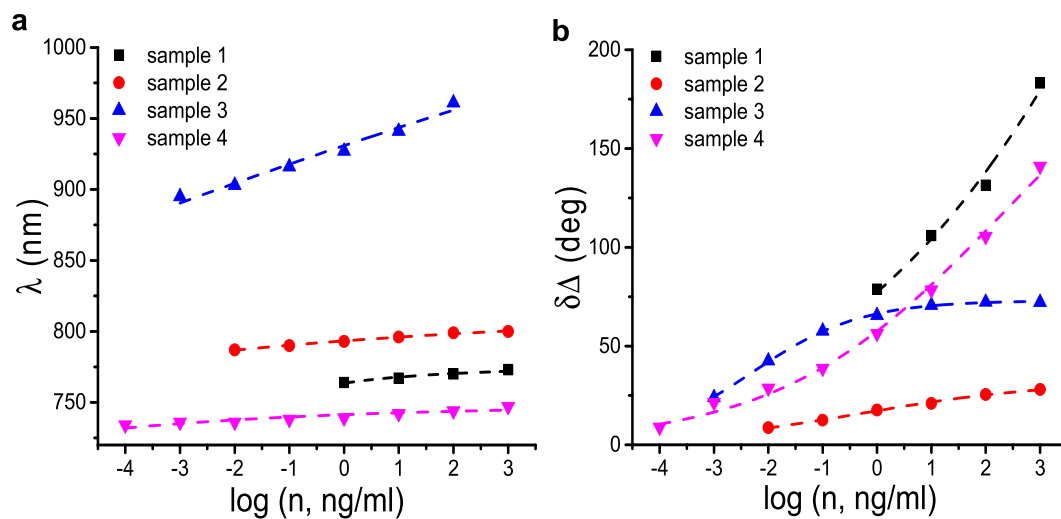 a
1000
950
900
850
800
750
λ (nm)
sample 1
sample 2
sample 3
sample 4
-4 -3 -2 -1 0 1 2 3
log (n, ng/ml)
b
200
150
100
50
0
δΔ (deg)
sample 1
sample 2
sample 3
sample 4
-4 -3 -2 -1 0 1 2 3
log (n, ng/ml)